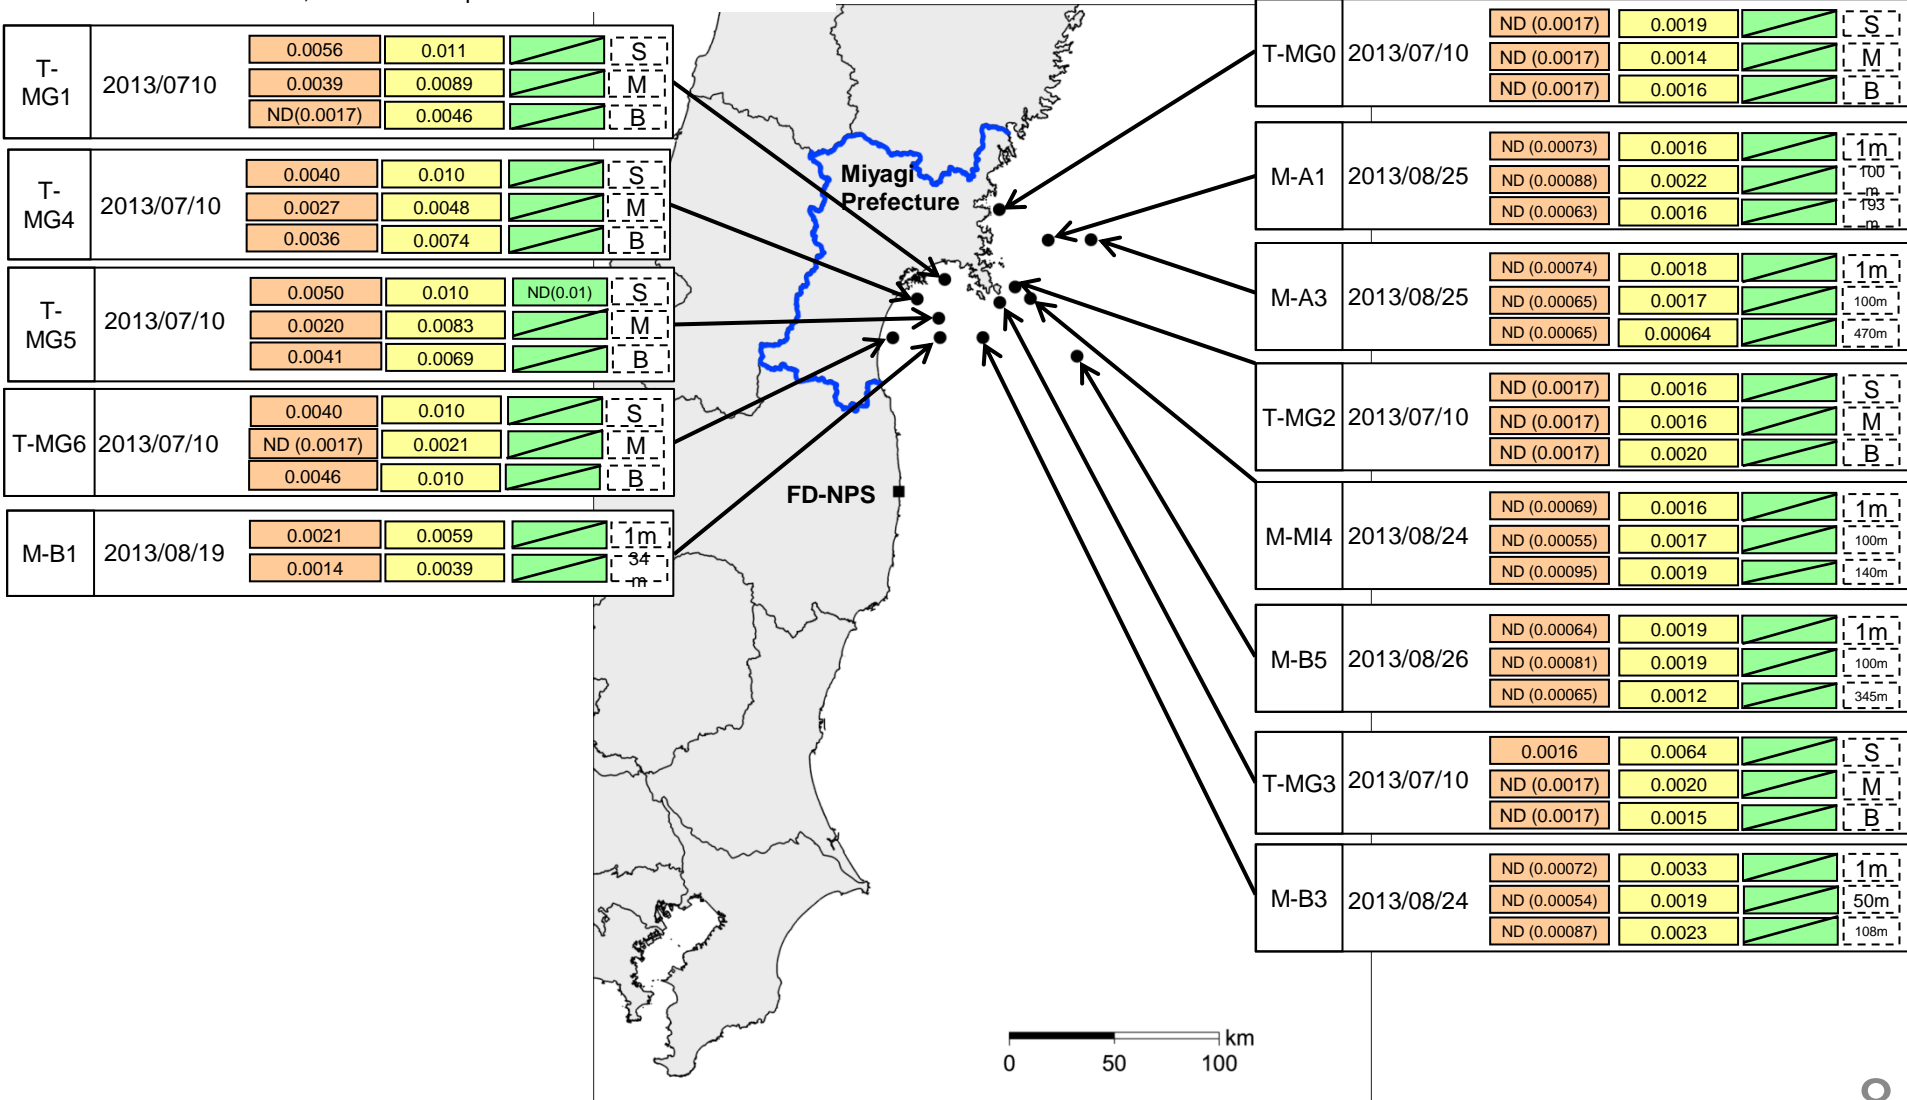 T-MG1 2013/0710
0.0056 0.011 S
0.0039 0.0089 M
ND(0.0017) 0.0046 B
T-MG4 2013/07/10
0.0040 0.010 S
0.0027 0.0048 M
0.0036 0.0074 B
T-MG5 2013/07/10
0.0050 0.010 ND(0.01) S
0.0020 0.0083 M
0.0041 0.0069 B
T-MG6 2013/07/10
0.0040 0.010 S
ND (0.0017) 0.0021 M
0.0046 0.010 B
M-B1 2013/08/19
0.0021 0.0059 1m
0.0014 0.0039 34 m
Miyagi
Prefecture
FD-NPS
km
0 50 100
T-MG0 2013/07/10
ND (0.0017) 0.0019 S
ND (0.0017) 0.0014 M
ND (0.0017) 0.0016 B
M-A1 2013/08/25
ND (0.00073) 0.0016 1m
ND (0.00088) 0.0022 100 m
ND (0.00063) 0.0016 193 m
M-A3 2013/08/25
ND (0.00074) 0.0018 1m
ND (0.00065) 0.0017 100m
ND (0.00065) 0.00064 470m
T-MG2 2013/07/10
ND (0.0017) 0.0016 S
ND (0.0017) 0.0016 M
ND (0.0017) 0.0020 B
M-MI4 2013/08/24
ND (0.00069) 0.0016 1m
ND (0.00055) 0.0017 100m
ND (0.00095) 0.0019 140m
M-B5 2013/08/26
ND (0.00064) 0.0019 1m
ND (0.00081) 0.0019 100m
ND (0.00065) 0.0012 345m
T-MG3 2013/07/10
0.0016 0.0064 S
ND (0.0017) 0.0020 M
ND (0.0017) 0.0015 B
M-B3 2013/08/24
ND (0.00072) 0.0033 1m
ND (0.00054) 0.0019 50m
ND (0.00087) 0.0023 108m